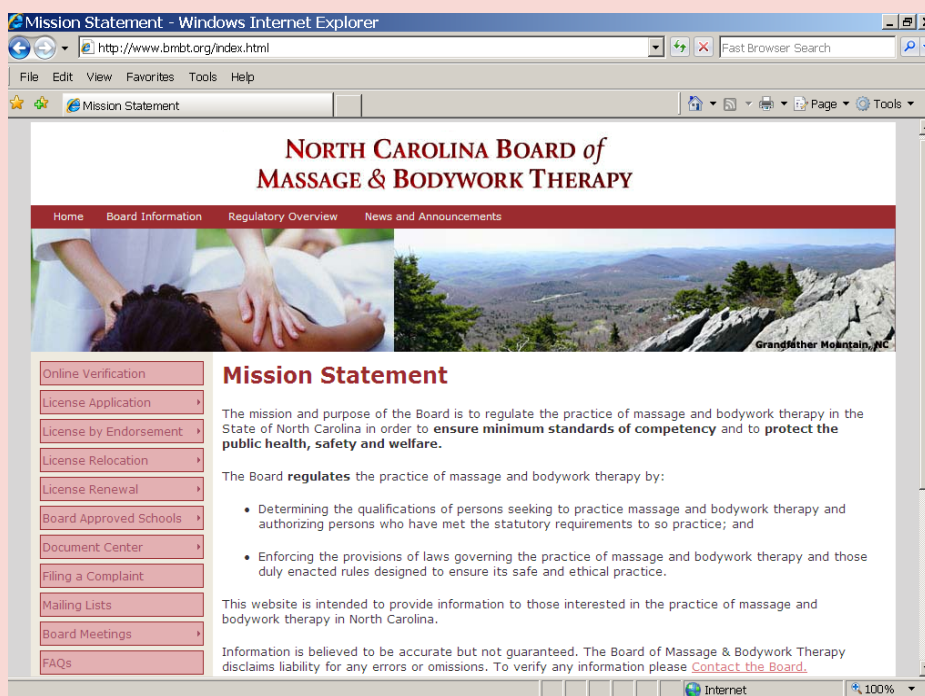 Mission Statement - Windows Internet Explorer
http://www.bmbt.org/index.html
Fast Browser Search
File Edit View Favorites Tools Help
Mission Statement
Page Tools
NORTH CAROLINA BOARD of
MASSAGE & BODYWORK THERAPY
Home Board Information Regulatory Overview News and Announcements
Grandfather Mountain, NC
Online Verification
License Application
License by Endorsement
License Relocation
License Renewal
Board Approved Schools
Document Center
Filing a Complaint
Mailing Lists
Board Meetings
FAQs
Mission Statement
The mission and purpose of the Board is to regulate the practice of massage and bodywork therapy in the
State of North Carolina in order to ensure minimum standards of competency and to protect the
public health, safety and welfare.
The Board regulates the practice of massage and bodywork therapy by:
• Determining the qualifications of persons seeking to practice massage and bodywork therapy and
authorizing persons who have met the statutory requirements to so practice; and
• Enforcing the provisions of laws governing the practice of massage and bodywork therapy and those
duly enacted rules designed to ensure its safe and ethical practice.
This website is intended to provide information to those interested in the practice of massage and
bodywork therapy in North Carolina.
Information is believed to be accurate but not guaranteed. The Board of Massage & Bodywork Therapy
disclaims liability for any errors or omissions. To verify any information please Contact the Board.
Internet
100%